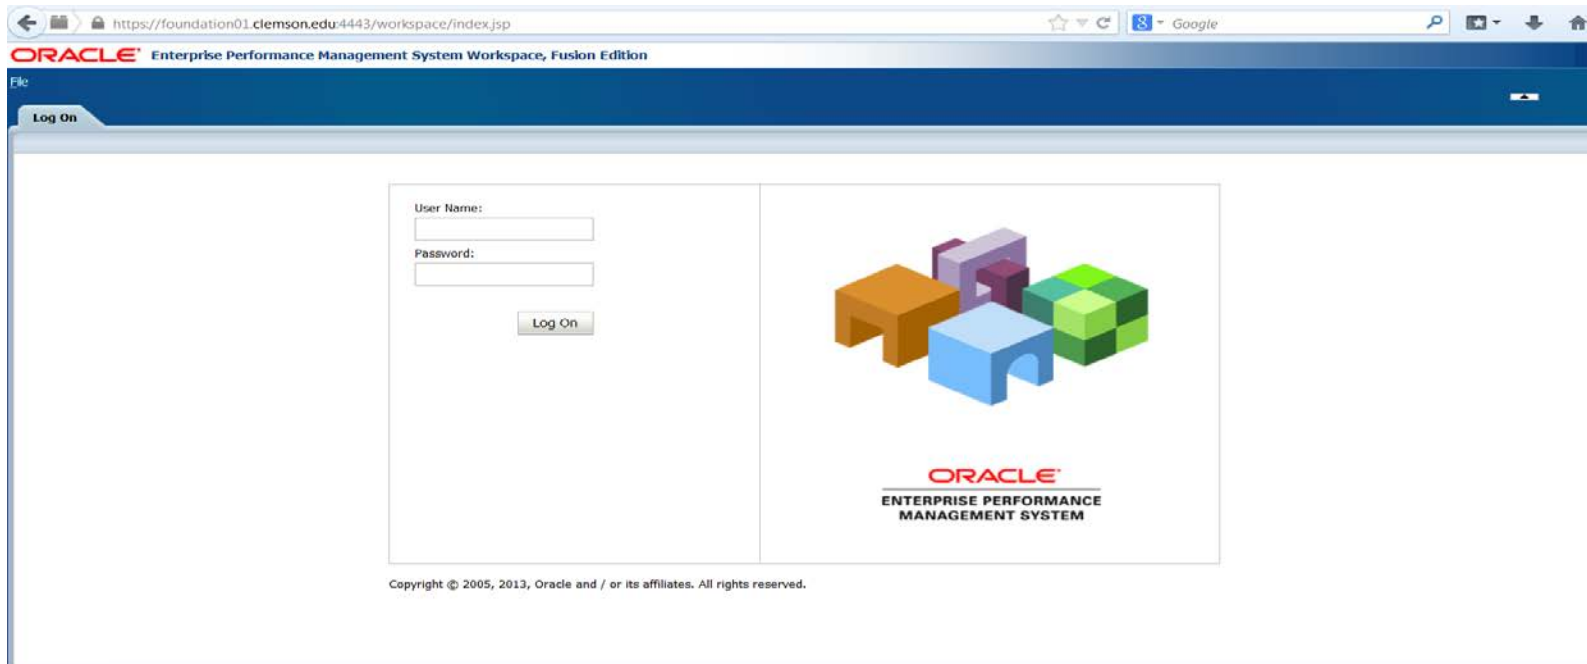 https://foundation01.clemson.edu:4443/workspace/index.jsp
8 Google
ORACLE Enterprise Performance Management System Workspace, Fusion Edition
File
Log On
User Name:
Password:
Log On
ORACLE
ENTERPRISE PERFORMANCE
MANAGEMENT SYSTEM
Copyright © 2005, 2013, Oracle and / or its affiliates. All rights reserved.